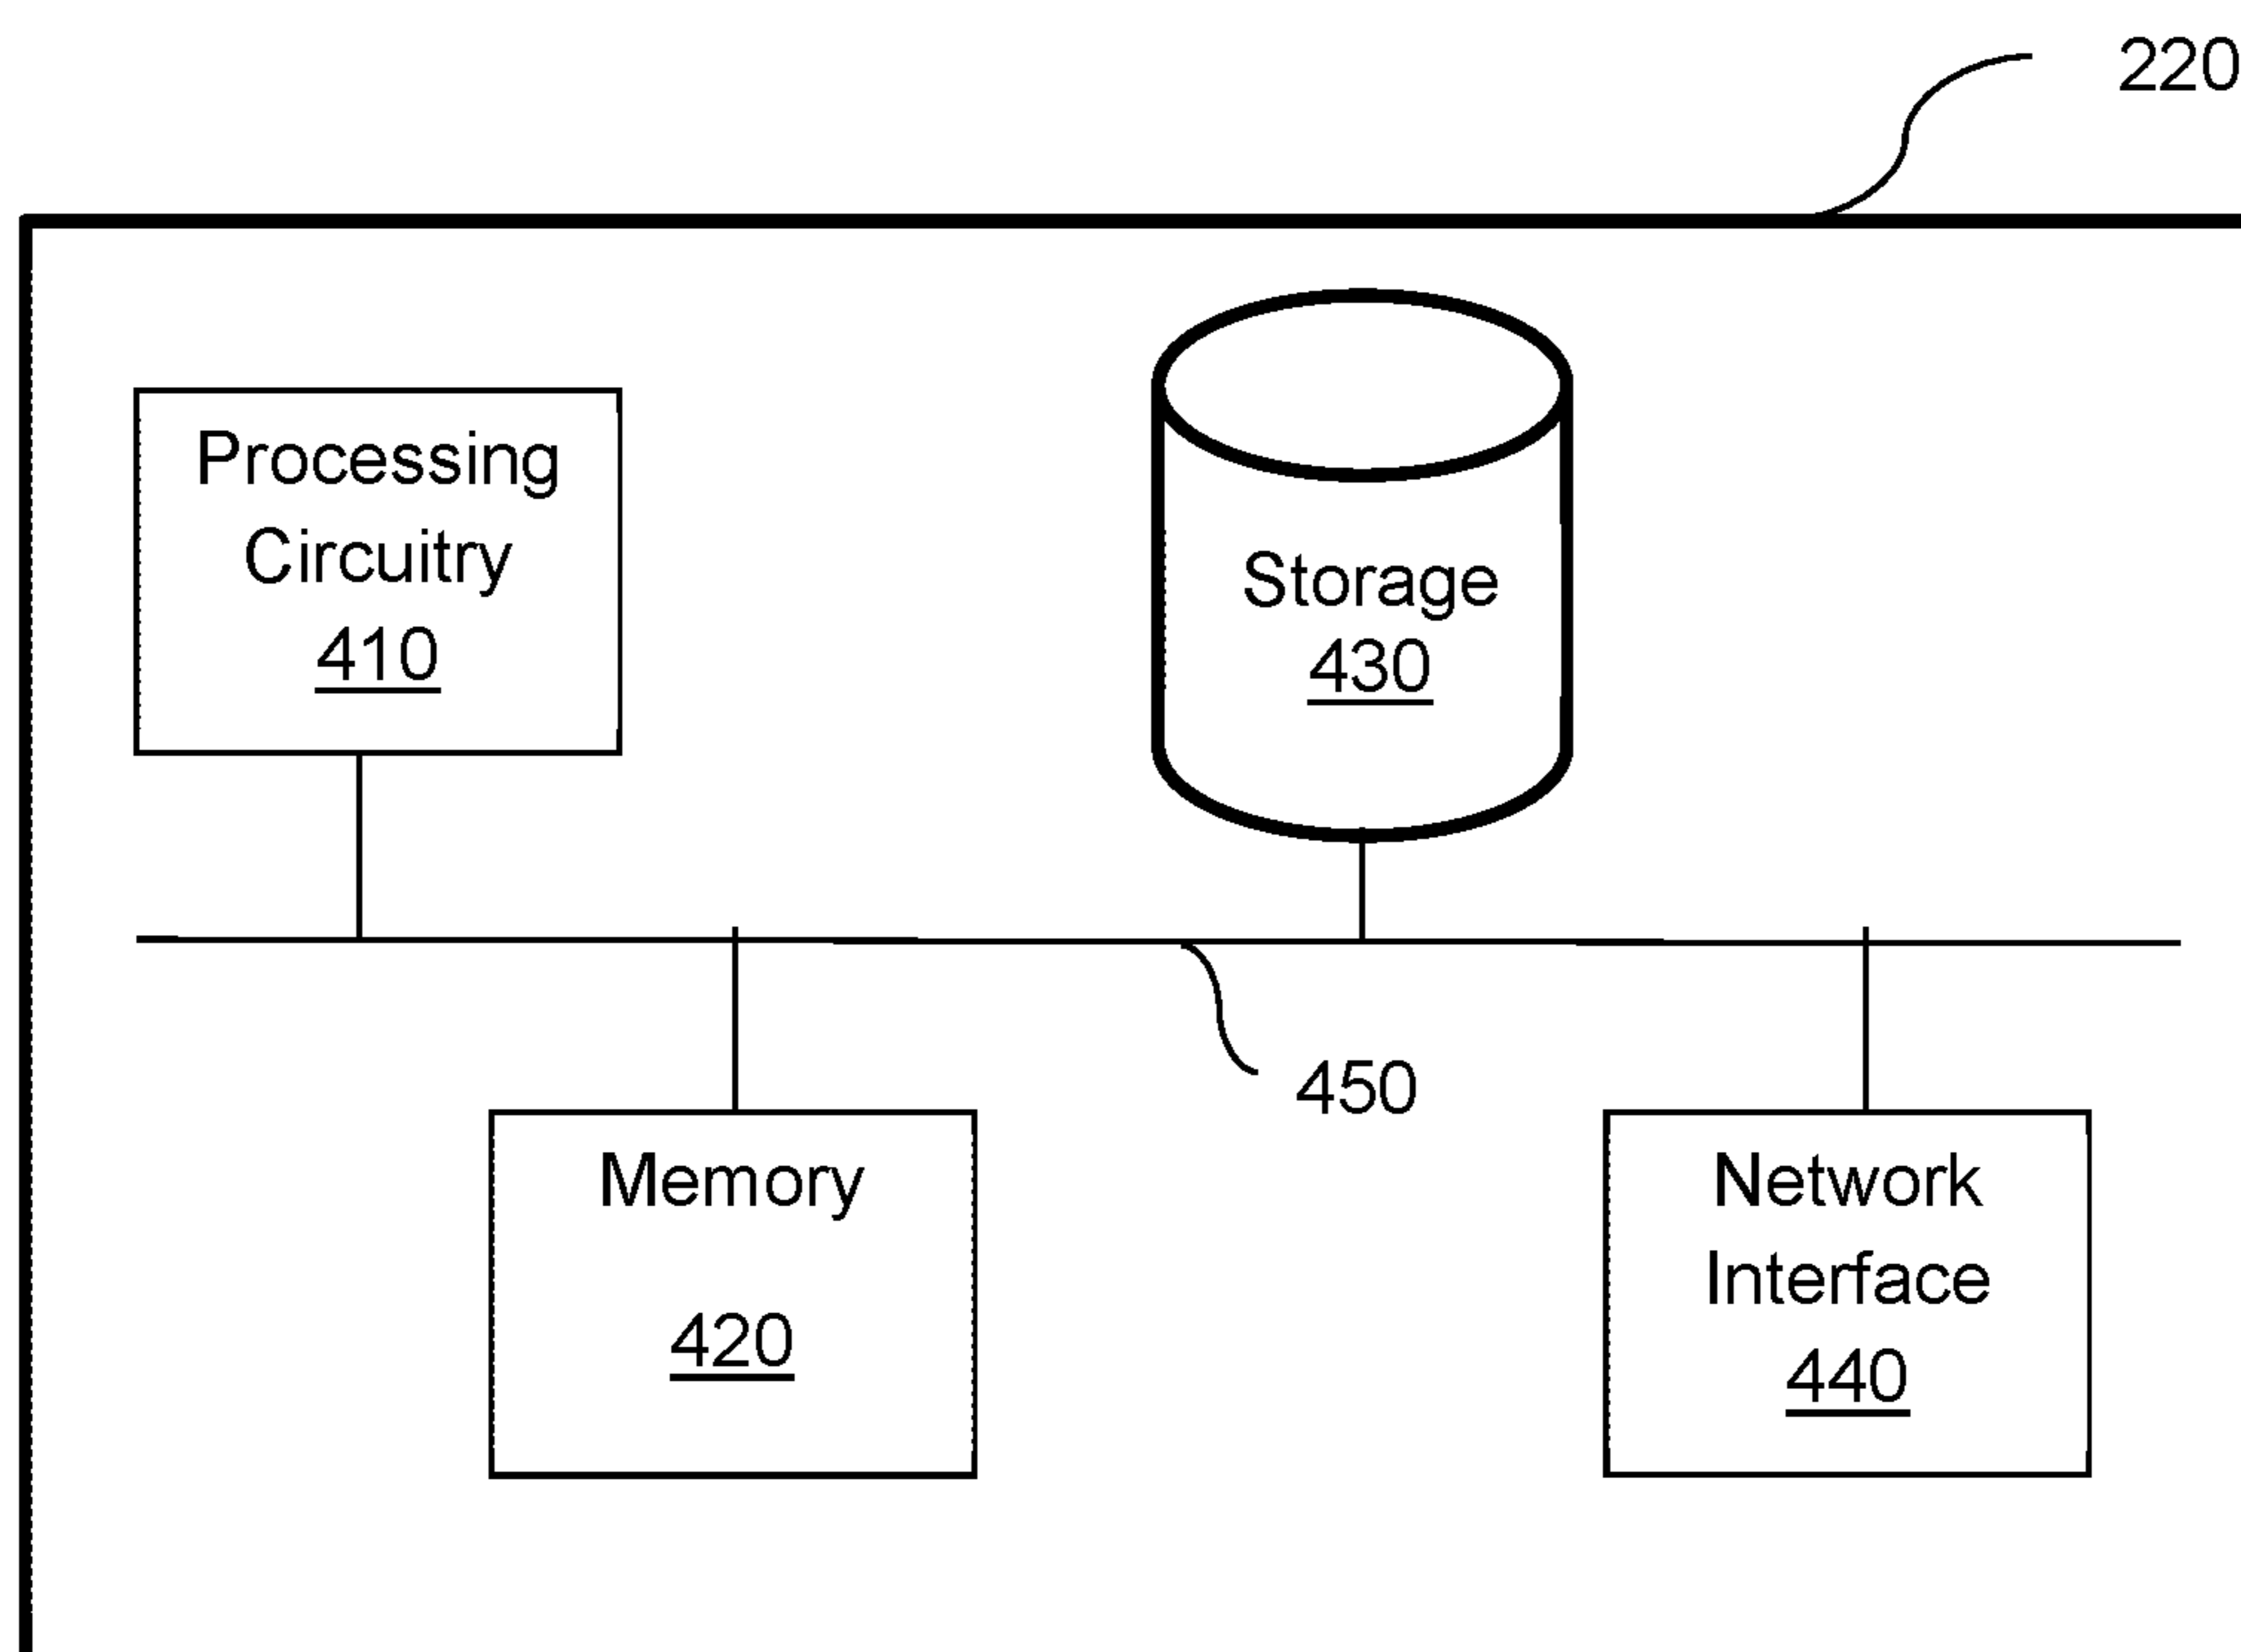 220
Processing
Circuitry
410
Storage
430
450
Memory
420
Network
Interface
440